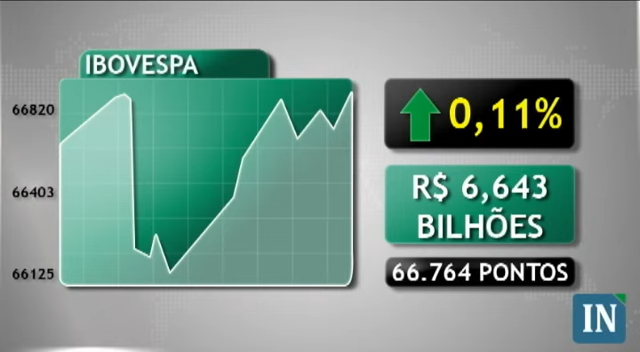 IBOVESPA
66820
66403
66125
0,11%
R$ 6,643
BILHÕES
66.764 PONTOS
IN